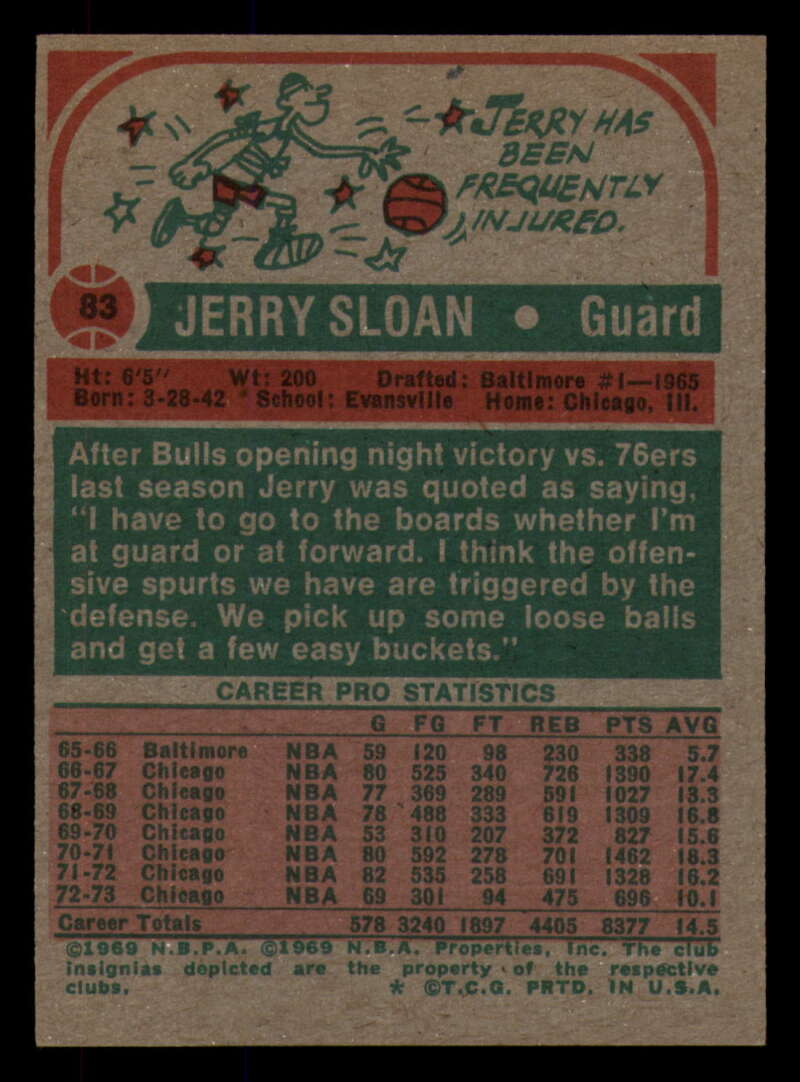 JERRY HAS
BEEN
FREQUENTLY
INJURED.
83
JERRY SLOAN • Guard
Ht: 6'5" Wt: 200 Drafted: Baltimore #1—1965
Born: 3-28-42 School: Evansville Home: Chicago, Ill.
After Bulls opening night victory vs. 76ers
last season Jerry was quoted as saying,
"I have to go to the boards whether I'm
at guard or at forward. I think the offen-
sive spurts we have are triggered by the
defense. We pick up some loose balls
and get a few easy buckets."
CAREER PRO STATISTICS
G FG FT REB PTS AVG
65-66 Baltimore NBA 59 120 98 230 338 5.7
66-67 Chicago NBA 80 525 340 726 1390 17.4
67-68 Chicago NBA 77 369 289 591 1027 13.3
68-69 Chicago NBA 78 488 333 619 1309 16.8
69-70 Chicago NBA 53 310 207 372 827 15.6
70-71 Chicago NBA 80 592 278 701 1462 18.3
71-72 Chicago NBA 82 535 258 691 1328 16.2
72-73 Chicago NBA 69 301 94 475 696 10.1
Career Totals 578 3240 1897 4405 8377 14.5
©1969 N.B.P.A. ©1969 N.B.A. Properties, Inc. The club
insignias depicted are the property of the respective
clubs. * ©T.C.G. PRTD. IN U.S.A.